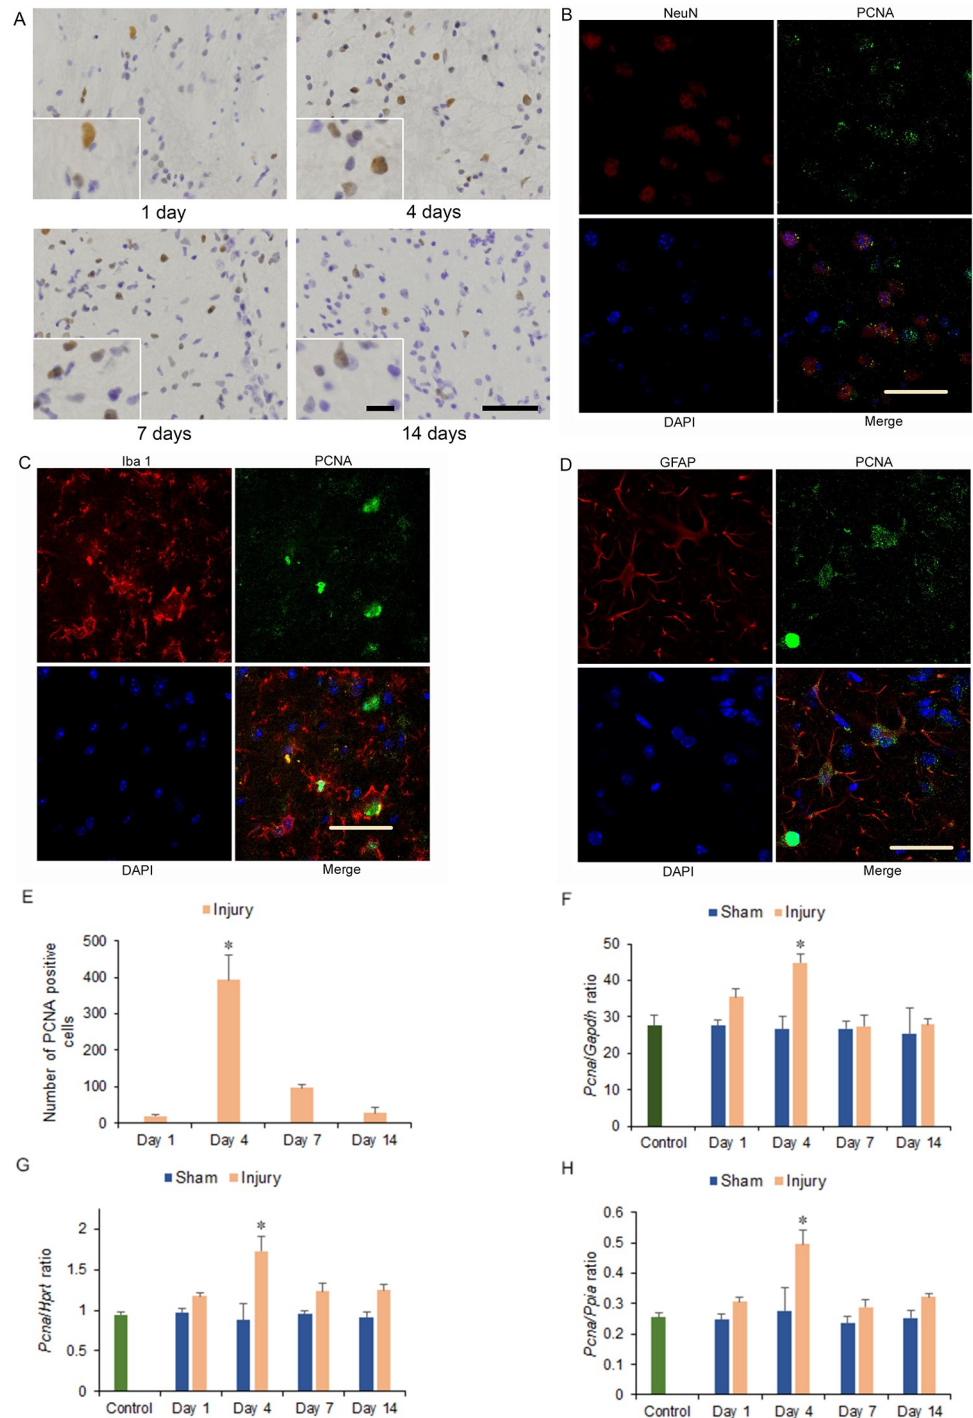 A
1 day
4 days
7 days
14 days
B
NeuN
PCNA
DAPI
Merge
C
Iba 1
PCNA
DAPI
Merge
D
GFAP
PCNA
DAPI
Merge
E
Injury
Number of PCNA positive
cells
500
400
300
200
100
0
*
Day 1
Day 4
Day 7
Day 14
F
Sham
Injury
Pcna/Gapdh ratio
50
40
30
20
10
0
*
Control
Day 1
Day 4
Day 7
Day 14
G
Sham
Injury
Pcna/Hprt ratio
2
1.5
1
0.5
0
*
Control
Day 1
Day 4
Day 7
Day 14
H
Sham
Injury
Pcna/Ppia ratio
0.6
0.5
0.4
0.3
0.2
0.1
0
*
Control
Day 1
Day 4
Day 7
Day 14